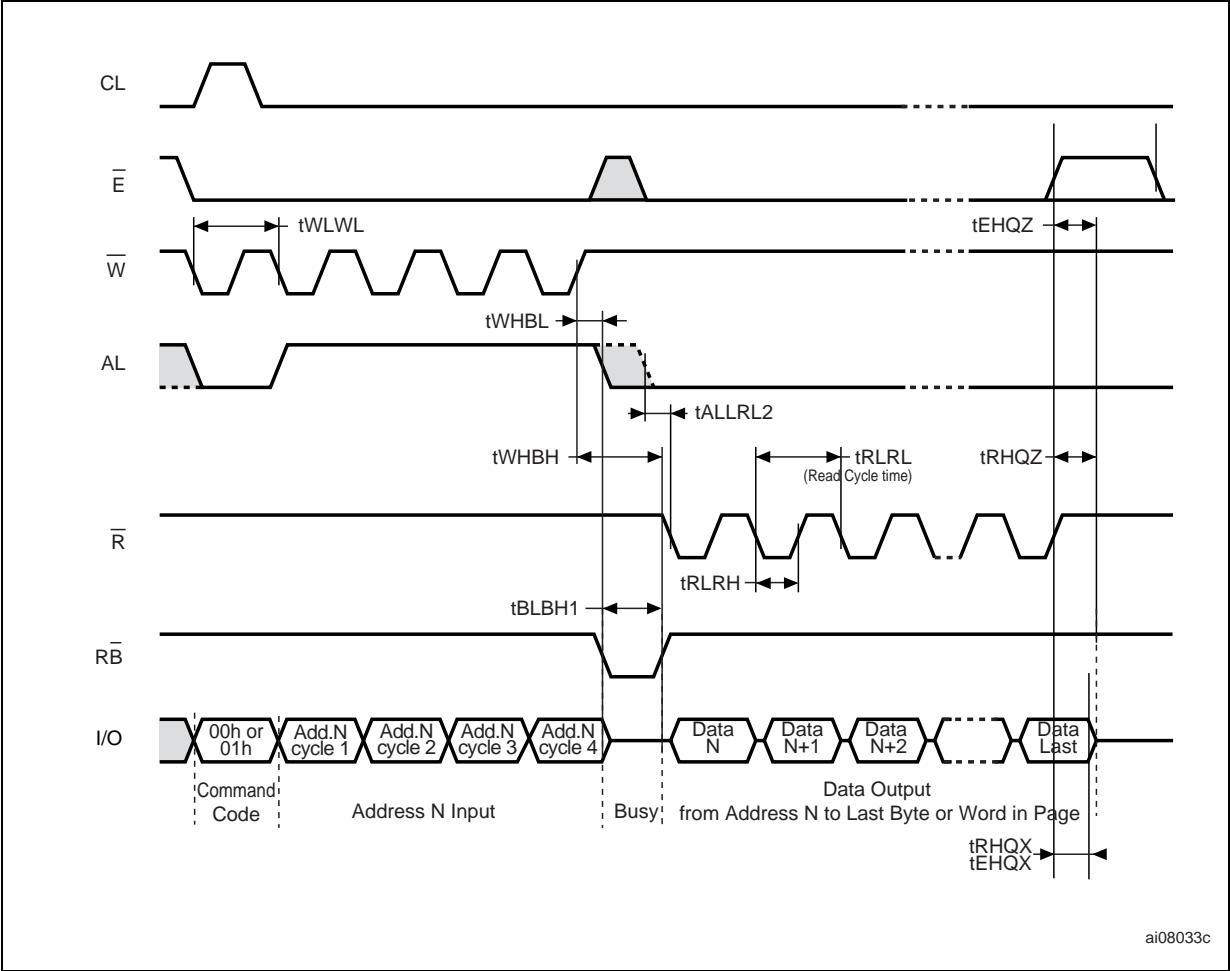 CL
E
tWLWL
tEHQZ
W
tWHBL
AL
tALLRL2
tWHBH
tRLRL
(Read Cycle time)
tRHQZ
R
tRLRH
tBLBH1
RB
I/O
00h or
01h
Add.N
cycle 1
Add.N
cycle 2
Add.N
cycle 3
Add.N
cycle 4
Data
N
Data
N+1
Data
N+2
Data
Last
Command
Code
Address N Input
Busy
Data Output
from Address N to Last Byte or Word in Page
tRHQX
tEHQX
ai08033c